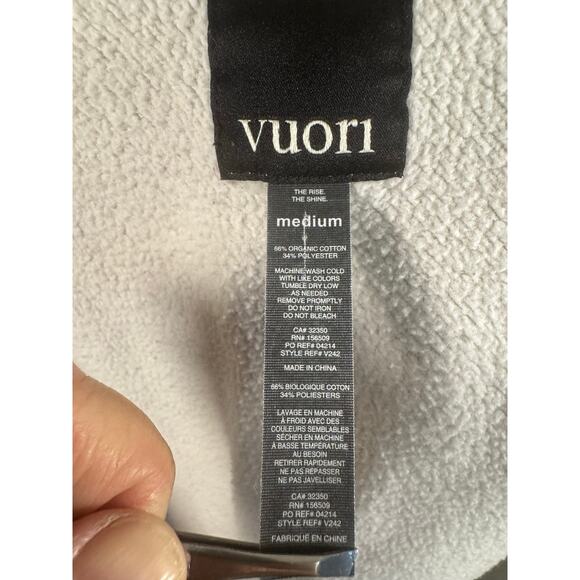 vuori
THE RISE.
THE SHINE.
medium
66% ORGANIC COTTON
34% POLYESTER
MACHINE WASH COLD
WITH LIKE COLORS
TUMBLE DRY LOW
AS NEEDED
REMOVE PROMPTLY
DO NOT IRON
DO NOT BLEACH
CA# 32350
RN# 156509
PO REF# 04214
STYLE REF# V242
MADE IN CHINA
66% BIOLOGIQUE COTON
34% POLIESTERS
LAVAGE EN MACHINE
À FROID AVEC DES
COULEURS SEMBLABLES
SÉCHER EN MACHINE
À BASSE TEMPÉRATURE
AU BESOIN
RETIRER RAPIDEMENT
NE PAS REPASSER
NE PAS JAVELLISER
CA# 32350
RN# 156509
PO REF# 04214
STYLE REF# V242
FABRIQUÉ EN CHINE